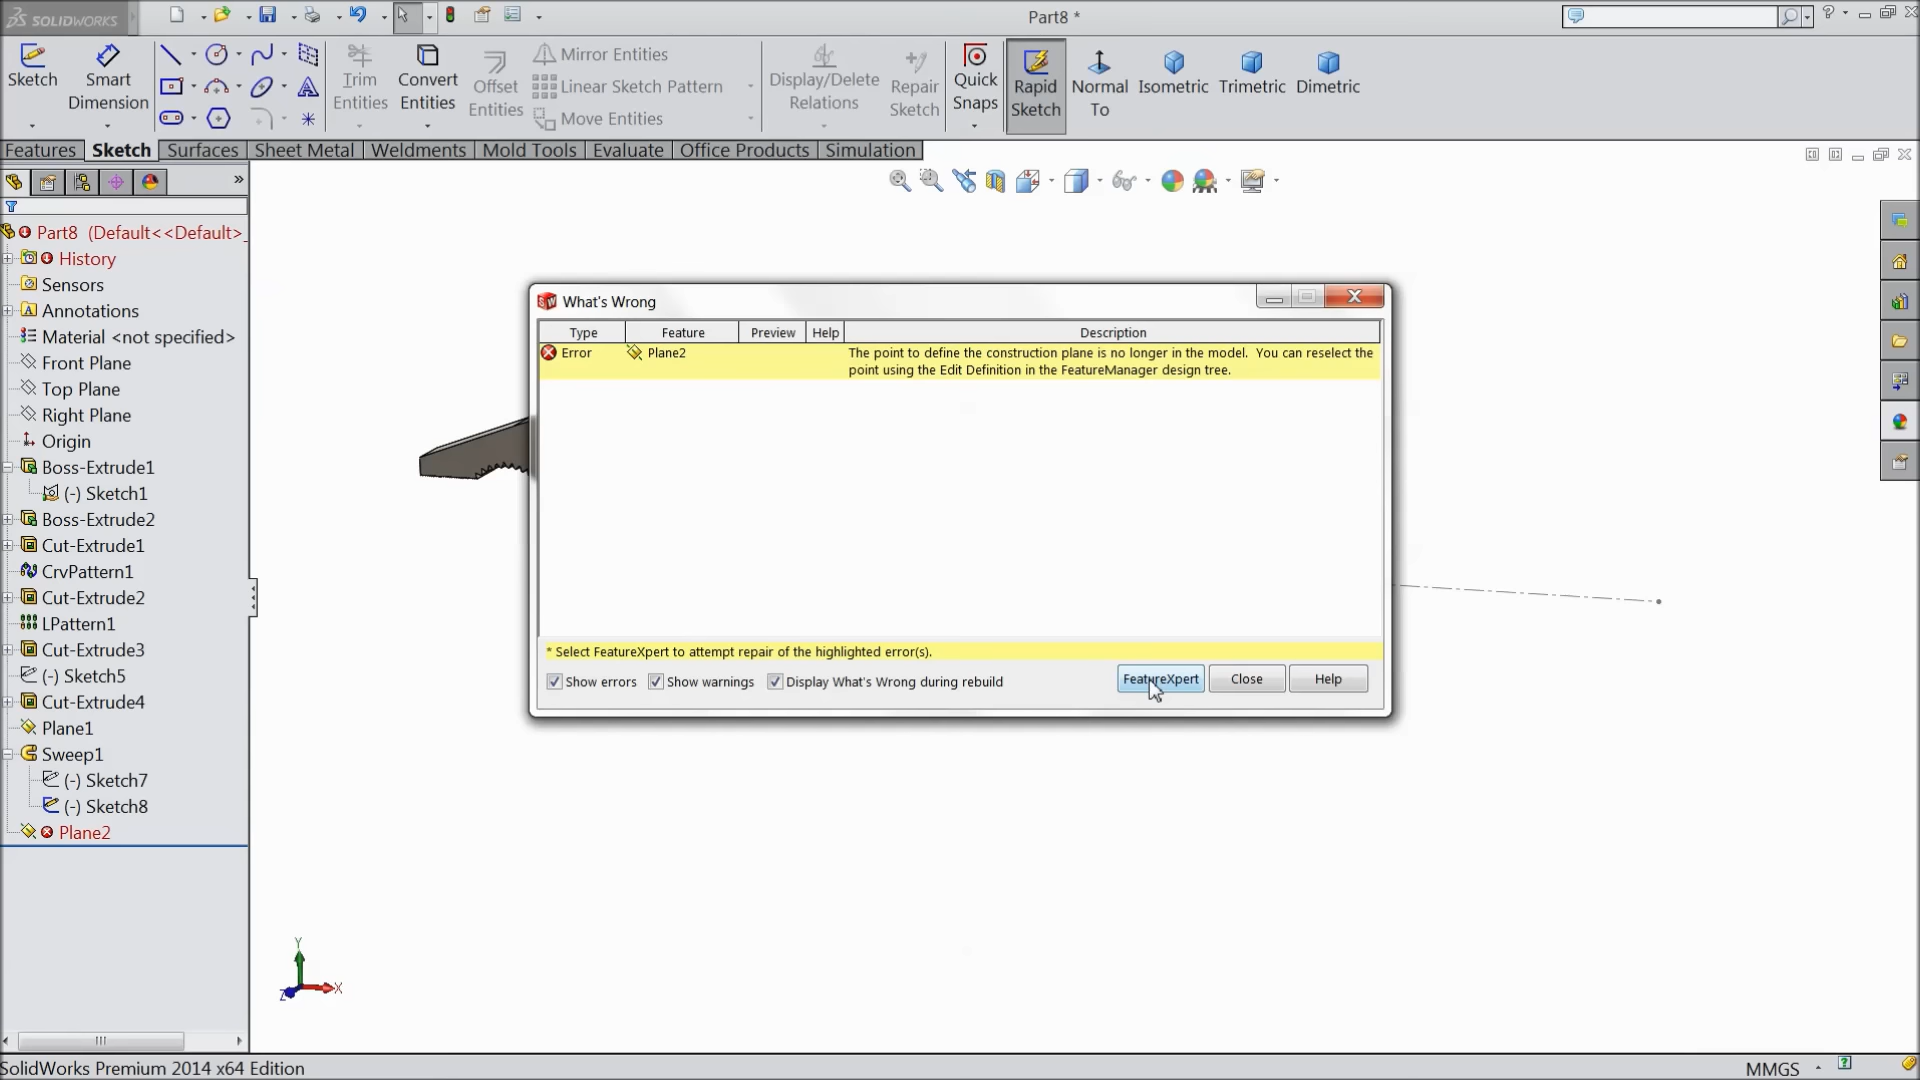 SOLIDWORKS
Part8 *
Sketch
Smart Dimension
Trim Entities
Convert Entities
Offset Entities
Mirror Entities
Linear Sketch Pattern
Move Entities
Display/Delete Relations
Repair Sketch
Quick Snaps
Rapid Sketch
Normal To
Isometric
Trimetric
Dimetric
Features
Sketch
Surfaces
Sheet Metal
Weldments
Mold Tools
Evaluate
Office Products
Simulation
Part8 (Default<<Default>_
History
Sensors
Annotations
Material <not specified>
Front Plane
Top Plane
Right Plane
Origin
Boss-Extrude1
(-) Sketch1
Boss-Extrude2
Cut-Extrude1
CrvPattern1
Cut-Extrude2
LPattern1
Cut-Extrude3
(-) Sketch5
Cut-Extrude4
Plane1
Sweep1
(-) Sketch7
(-) Sketch8
Plane2
What's Wrong
Type Feature Preview Help Description
Error Plane2 The point to define the construction plane is no longer in the model. You can reselect the
point using the Edit Definition in the FeatureManager design tree.
* Select FeatureXpert to attempt repair of the highlighted error(s).
Show errors Show warnings Display What's Wrong during rebuild
FeatureXpert Close Help
Y
X
Z
SolidWorks Premium 2014 x64 Edition
MMGS